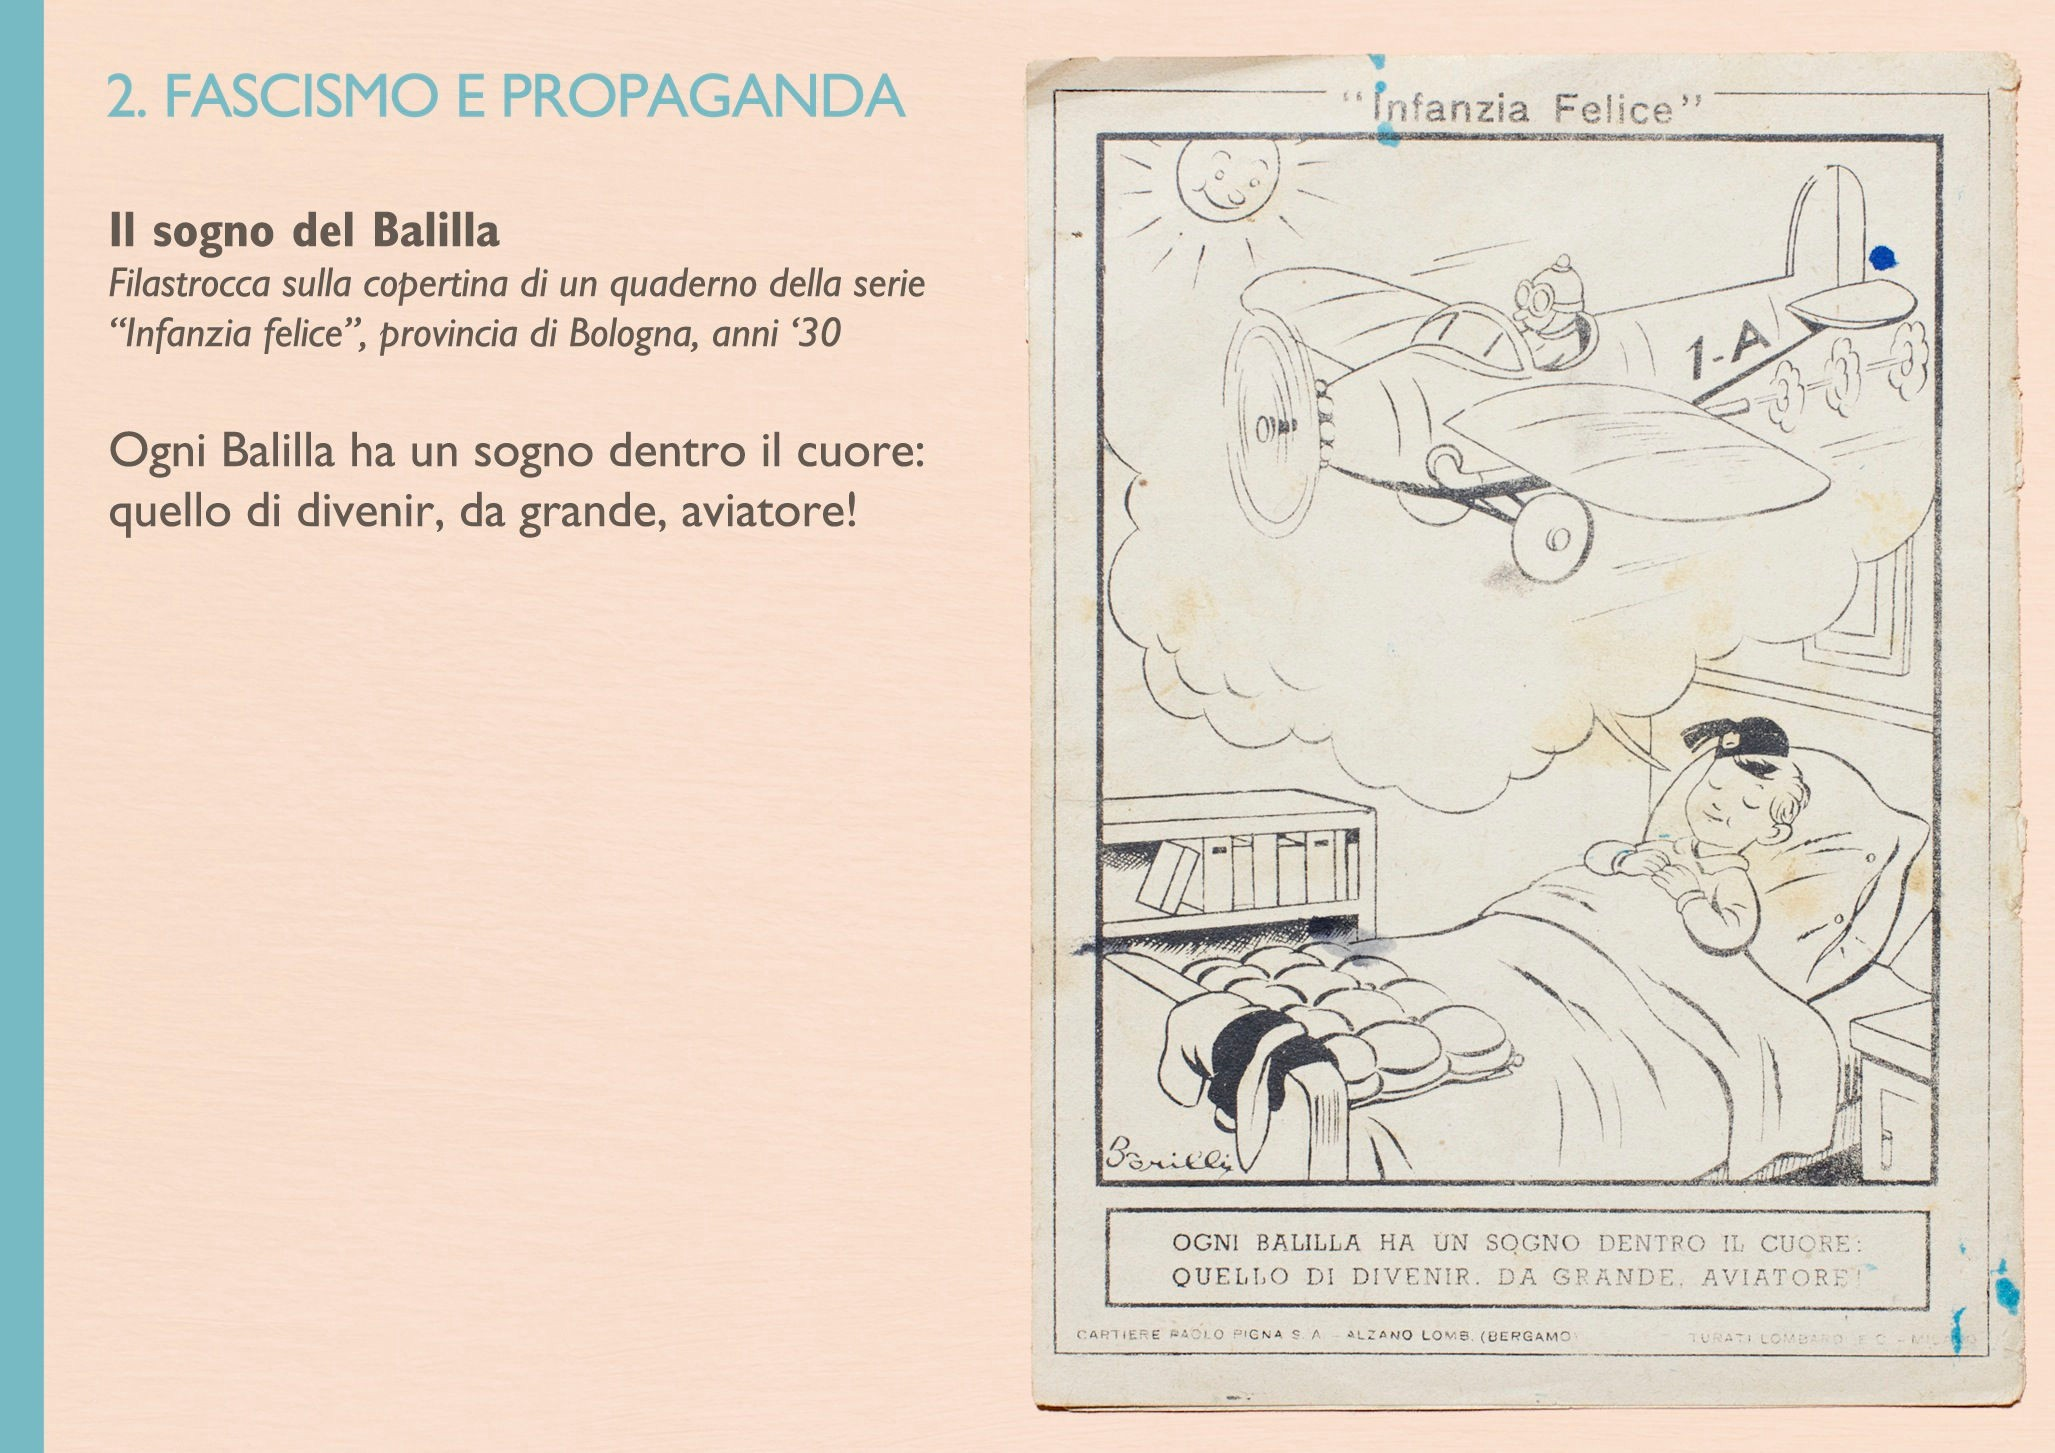 2. FASCISMO E PROPAGANDA
Il sogno del Balilla
Filastrocca sulla copertina di un quaderno della serie
“Infanzia felice”, provincia di Bologna, anni ‘30
Ogni Balilla ha un sogno dentro il cuore:
quello di divenir, da grande, aviatore!
“Infanzia Felice”
1-A
Barilli
OGNI BALILLA HA UN SOGNO DENTRO IL CUORE:
QUELLO DI DIVENIR. DA GRANDE, AVIATORE!
CARTIERE PAOLO PIGNA S. A. - ALZANO LOMB. (BERGAMO)
TURATI LOMBARDI E C. - MILANO